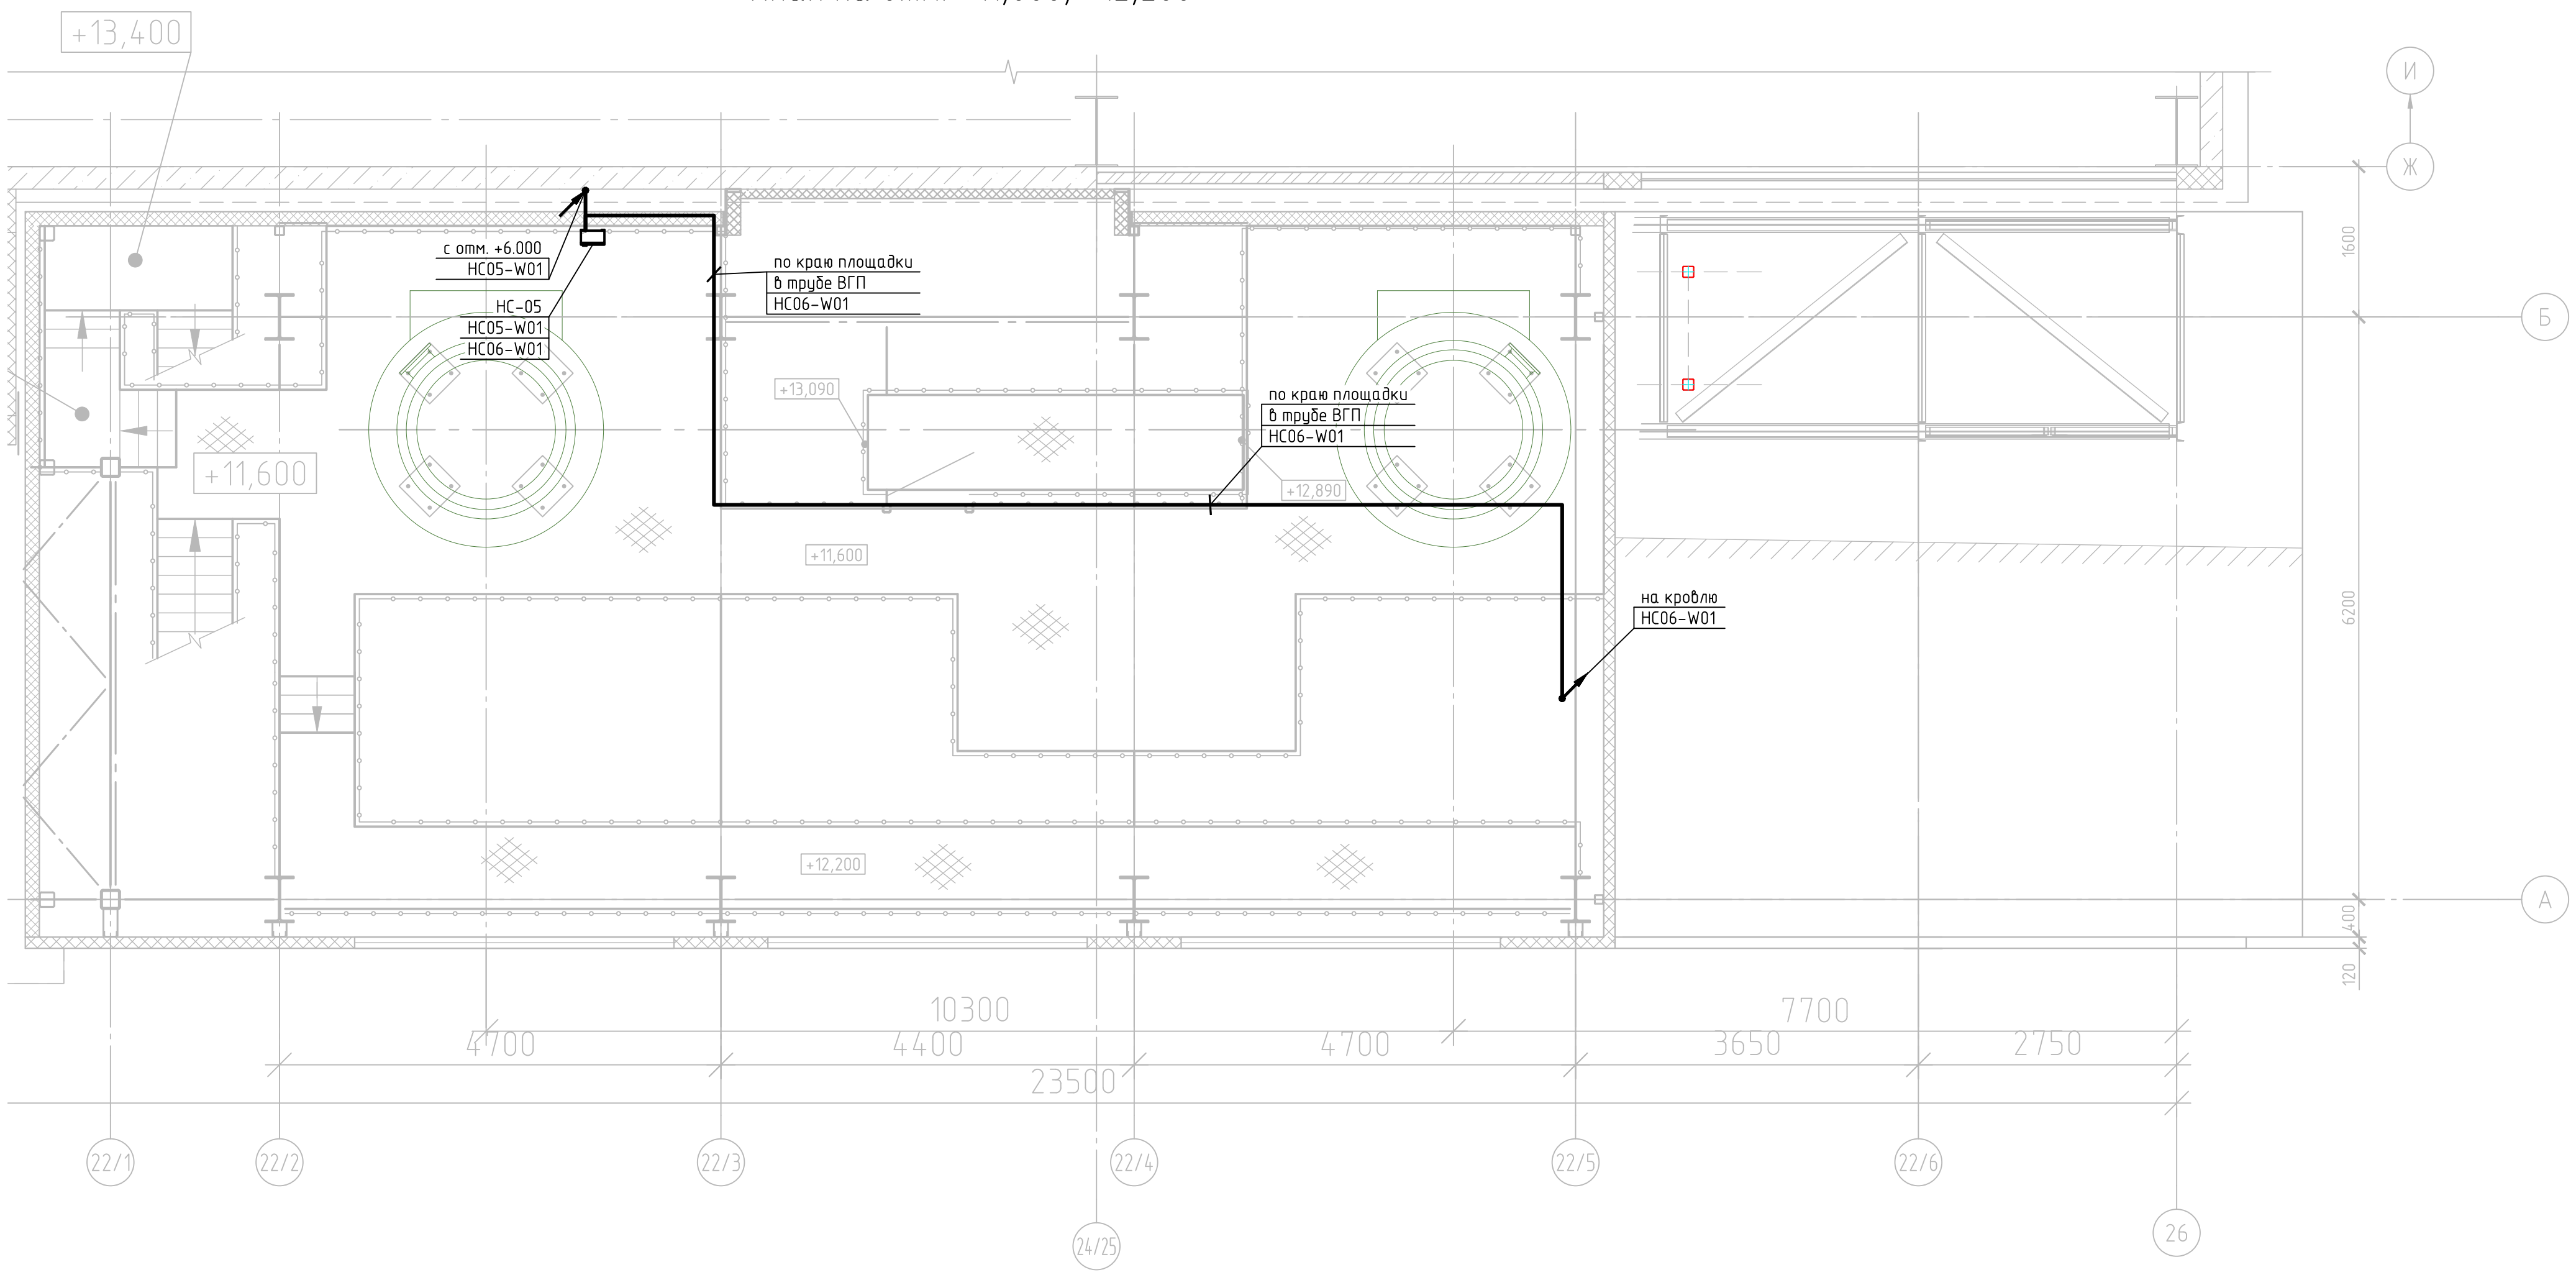 +13,400
И
Ж
1600
с отм. +6.000
НС05-W01
НС-05
НС05-W01
НС06-W01
по краю площадки
в трубе ВГП
НС06-W01
Б
+13,090
по краю площадки
в трубе ВГП
НС06-W01
+11,600
+12,890
+11,600
на кровлю
НС06-W01
6200
+12,200
А
400
120
10300
7700
4700
4400
4700
3650
2750
23500
22/1
22/2
22/3
22/4
22/5
22/6
24/25
26